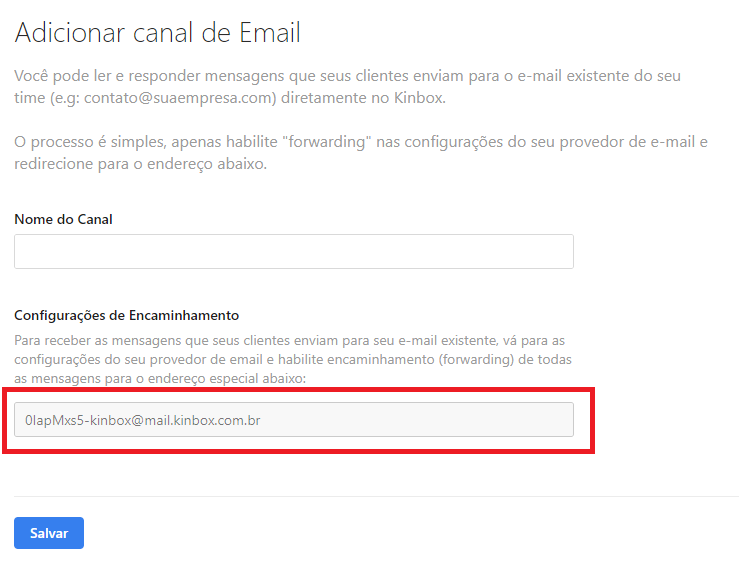 Adicionar canal de Email
Você pode ler e responder mensagens que seus clientes enviam para o e-mail existente do seu
time (e.g: contato@suaempresa.com) diretamente no Kinbox.
O processo é simples, apenas habilite "forwarding" nas configurações do seu provedor de e-mail e
redirecione para o endereço abaixo.
Nome do Canal
Configurações de Encaminhamento
Para receber as mensagens que seus clientes enviam para seu e-mail existente, vá para as
configurações do seu provedor de email e habilite encaminhamento (forwarding) de todas
as mensagens para o endereço especial abaixo:
0lapMxs5-kinbox@mail.kinbox.com.br
Salvar